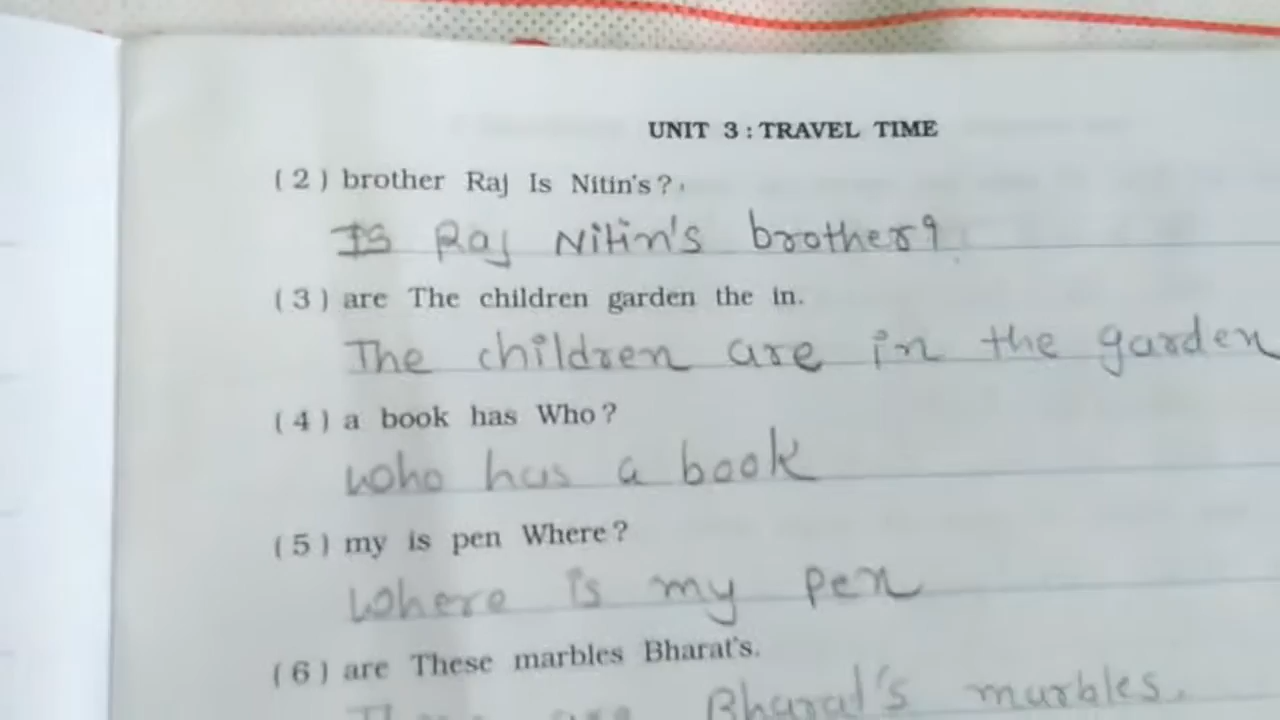 UNIT 3 : TRAVEL TIME
( 2 ) brother Raj Is Nitin's ?
Is Raj Nitin's brother?
( 3 ) are The children garden the in.
The children are in the garden
( 4 ) a book has Who ?
who has a book
( 5 ) my is pen Where ?
where is my pen
( 6 ) are These marbles Bharat's.
are Bharat's marbles.